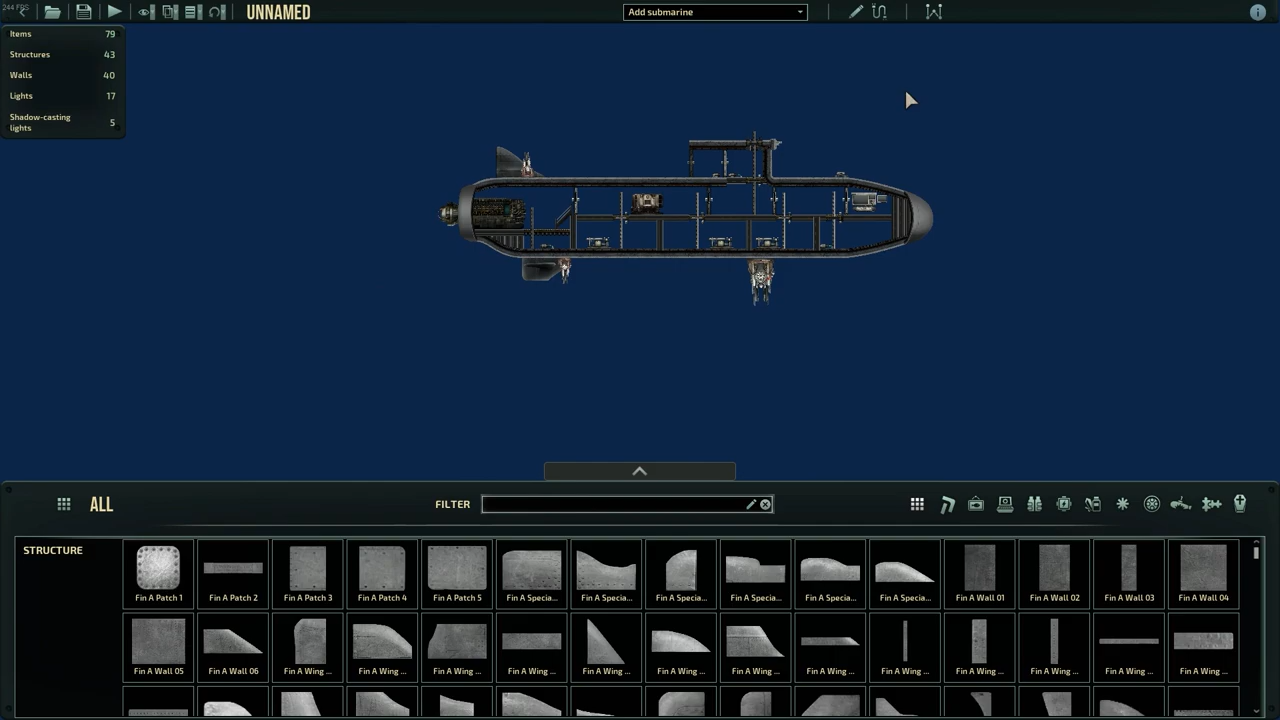 244 FPS
UNNAMED
Add submarine
Items 79
Structures 43
Walls 40
Lights 17
Shadow-casting
lights 5
ALL
FILTER
STRUCTURE
Fin A Patch 1
Fin A Patch 2
Fin A Patch 3
Fin A Patch 4
Fin A Patch 5
Fin A Specia...
Fin A Specia...
Fin A Specia...
Fin A Specia...
Fin A Specia...
Fin A Specia...
Fin A Wall 01
Fin A Wall 02
Fin A Wall 03
Fin A Wall 04
Fin A Wall 05
Fin A Wall 06
Fin A Wing ...
Fin A Wing ...
Fin A Wing ...
Fin A Wing ...
Fin A Wing ...
Fin A Wing ...
Fin A Wing ...
Fin A Wing ...
Fin A Wing ...
Fin A Wing ...
Fin A Wing ...
Fin A Wing ...
Fin A Wing ...